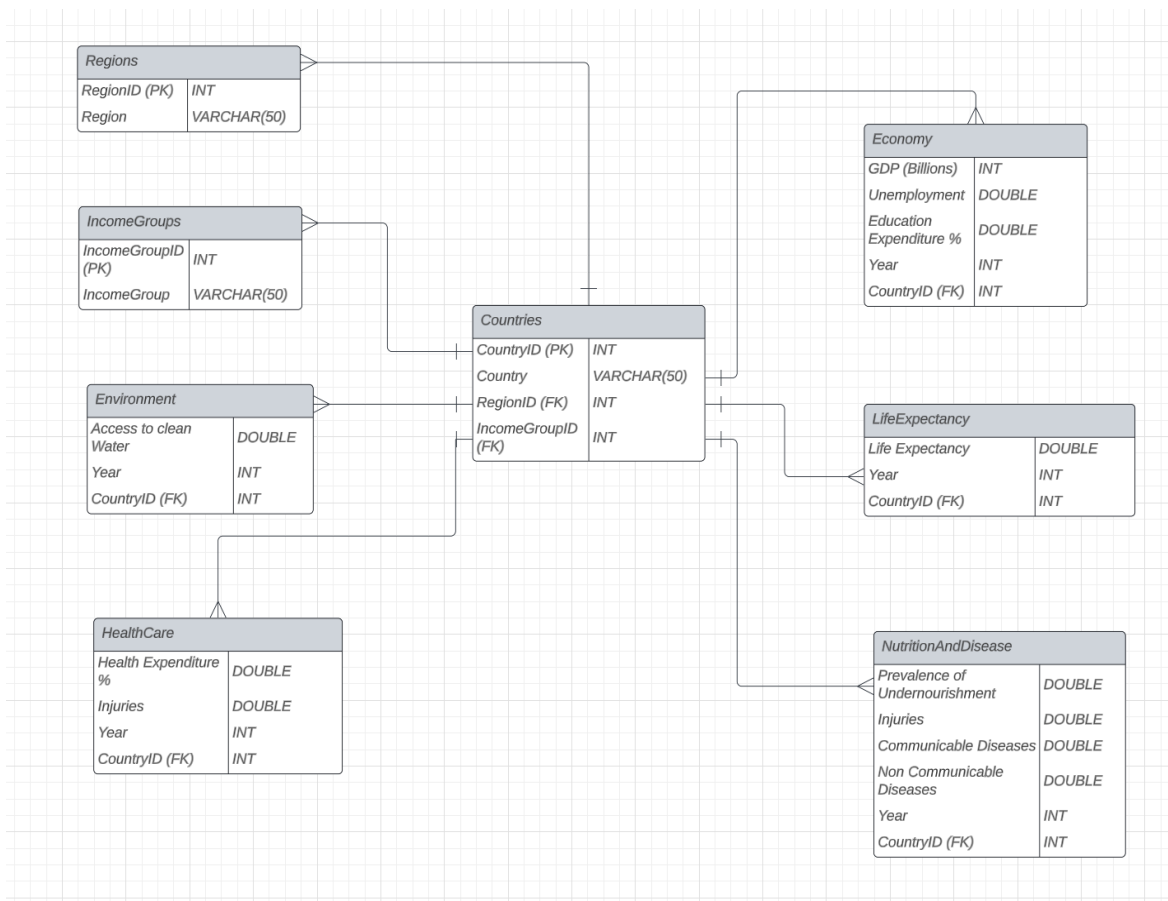 Regions
RegionID (PK) INT
Region VARCHAR(50)
IncomeGroups
IncomeGroupID
(PK)
INT
IncomeGroup VARCHAR(50)
Environment
Access to clean
Water
DOUBLE
Year INT
CountryID (FK) INT
HealthCare
Health Expenditure
%
DOUBLE
Injuries DOUBLE
Year INT
CountryID (FK) INT
Countries
CountryID (PK) INT
Country VARCHAR(50)
RegionID (FK) INT
IncomeGroupID
(FK)
INT
Economy
GDP (Billions) INT
Unemployment DOUBLE
Education
Expenditure %
DOUBLE
Year INT
CountryID (FK) INT
LifeExpectancy
Life Expectancy DOUBLE
Year INT
CountryID (FK) INT
NutritionAndDisease
Prevalence of
Undernourishment
DOUBLE
Injuries DOUBLE
Communicable Diseases DOUBLE
Non Communicable
Diseases
DOUBLE
Year INT
CountryID (FK) INT